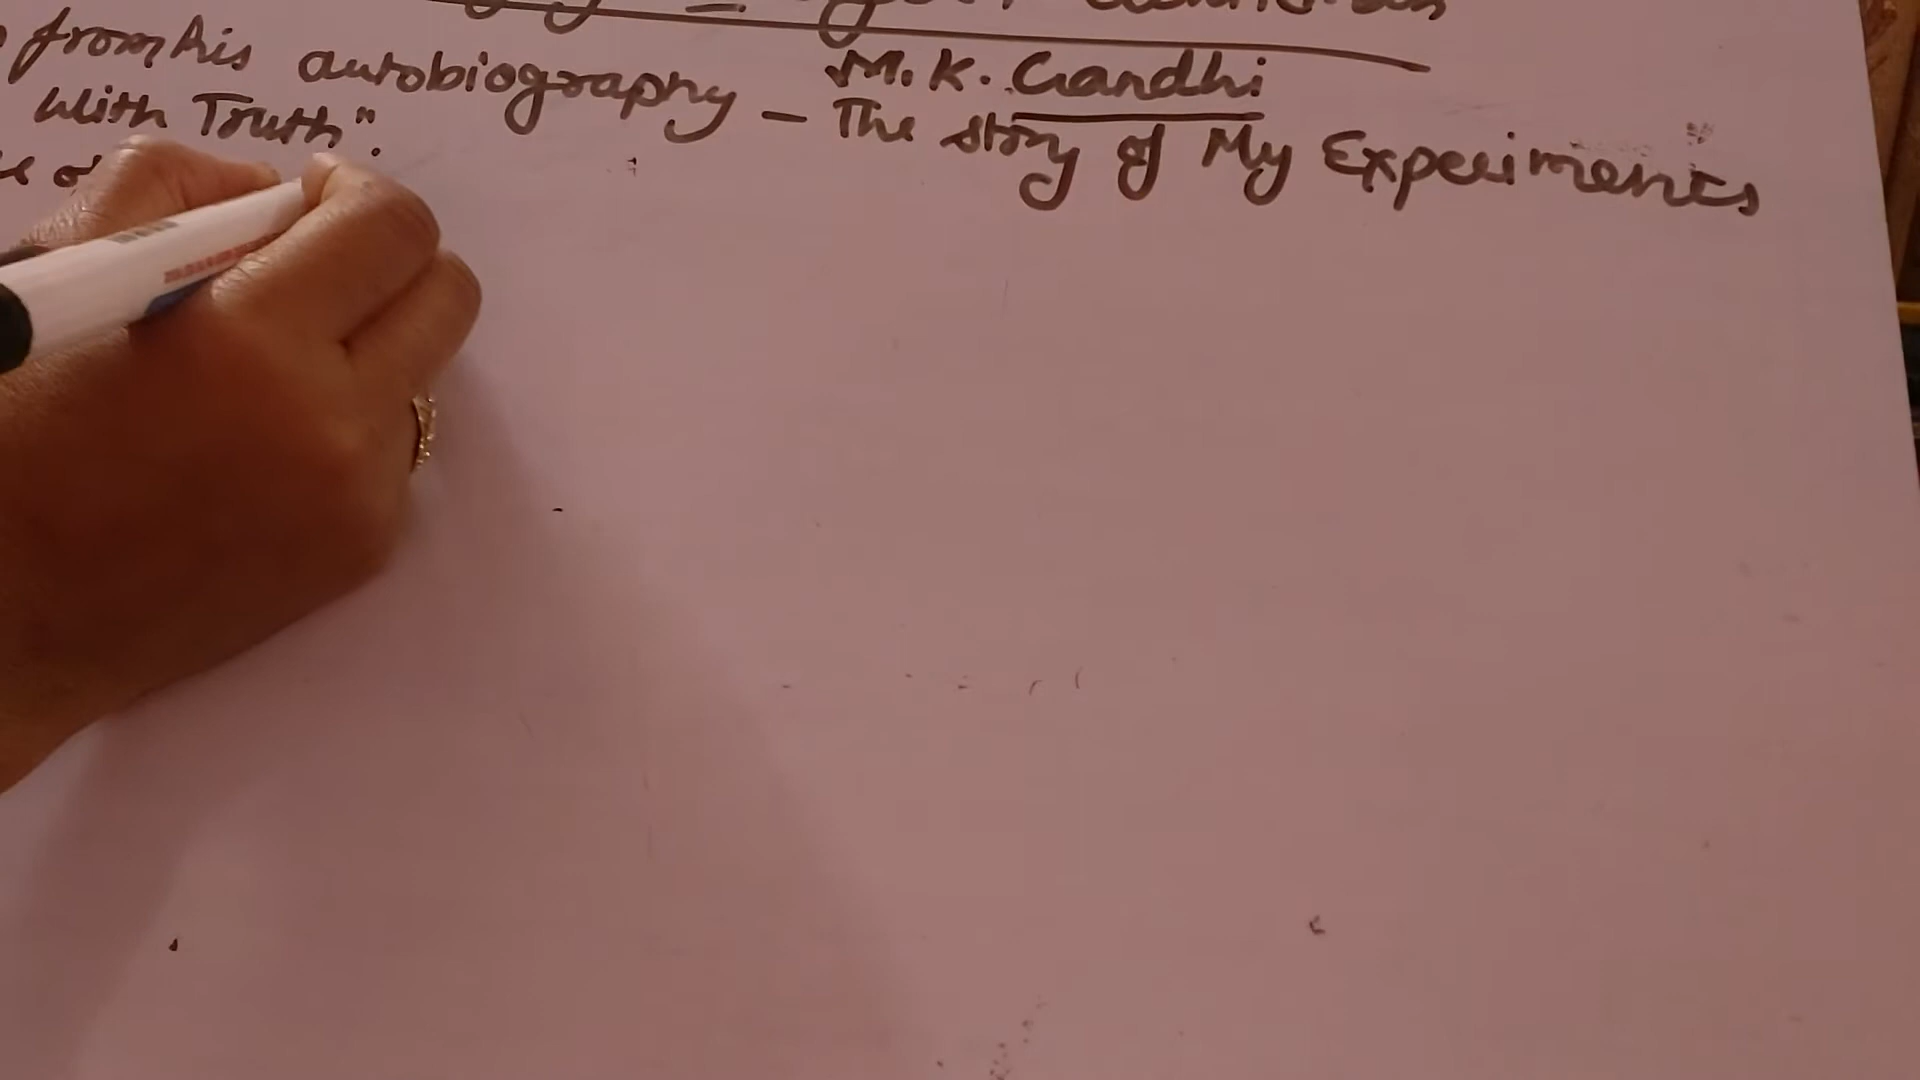 M.K. Gandhi
from his autobiography - The story of My Experiments
With Truth".